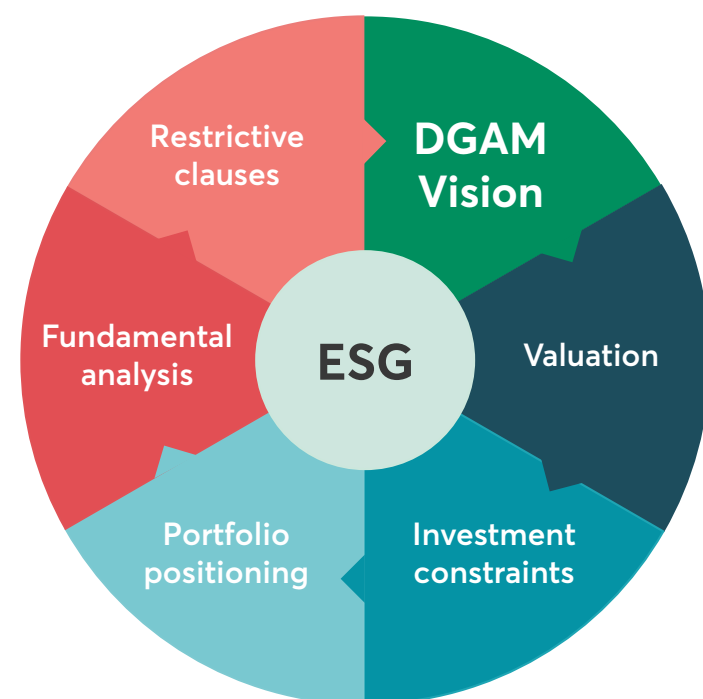 DGAM
Vision
Valuation
Investment
constraints
Portfolio
positioning
Fundamental
analysis
Restrictive
clauses
ESG